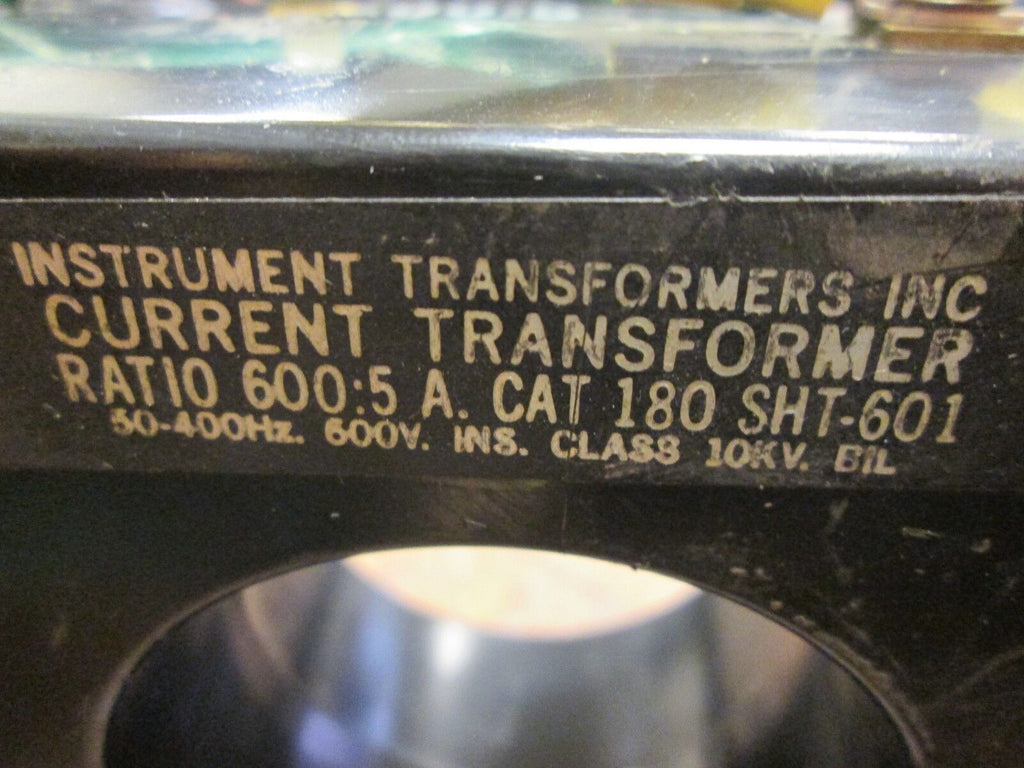 INSTRUMENT TRANSFORMERS INC
CURRENT TRANSFORMER
RATIO 600:5 A. CAT 180 SHT-601
50-400Hz. 600V. INS. CLASS 10KV. BIL